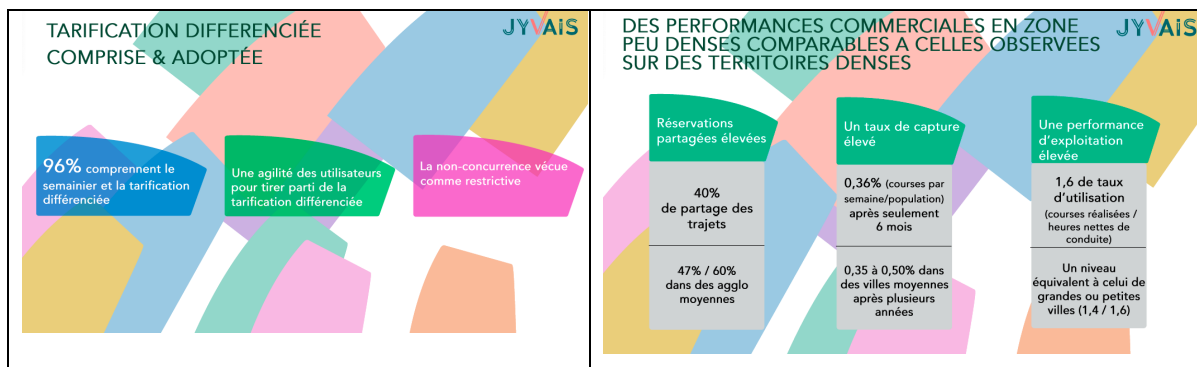 TARIFICATION DIFFERENCIÉE
COMPRISE & ADOPTÉE
JYVAIS
96% comprennent le
semainier et la tarification
différenciée
Une agilité des utilisateurs
pour tirer parti de la
tarification différenciée
La non-concurrence vécue
comme restrictive
DES PERFORMANCES COMMERCIALES EN ZONE
PEU DENSES COMPARABLES A CELLES OBSERVEES
SUR DES TERRITOIRES DENSES
JYVAIS
Réservations
partagées élevées
40%
de partage des
trajets
47% / 60%
dans des agglo
moyennes
Un taux de capture
élevé
0,36% (courses par
semaine/population)
après seulement
6 mois
0,35 à 0,50% dans
des villes moyennes
après plusieurs
années
Une performance
d'exploitation
élevée
1,6 de taux
d'utilisation
(courses réalisées /
heures nettes de
conduite)
Un niveau
équivalent à celui de
grandes ou petites
villes (1,4 / 1,6)